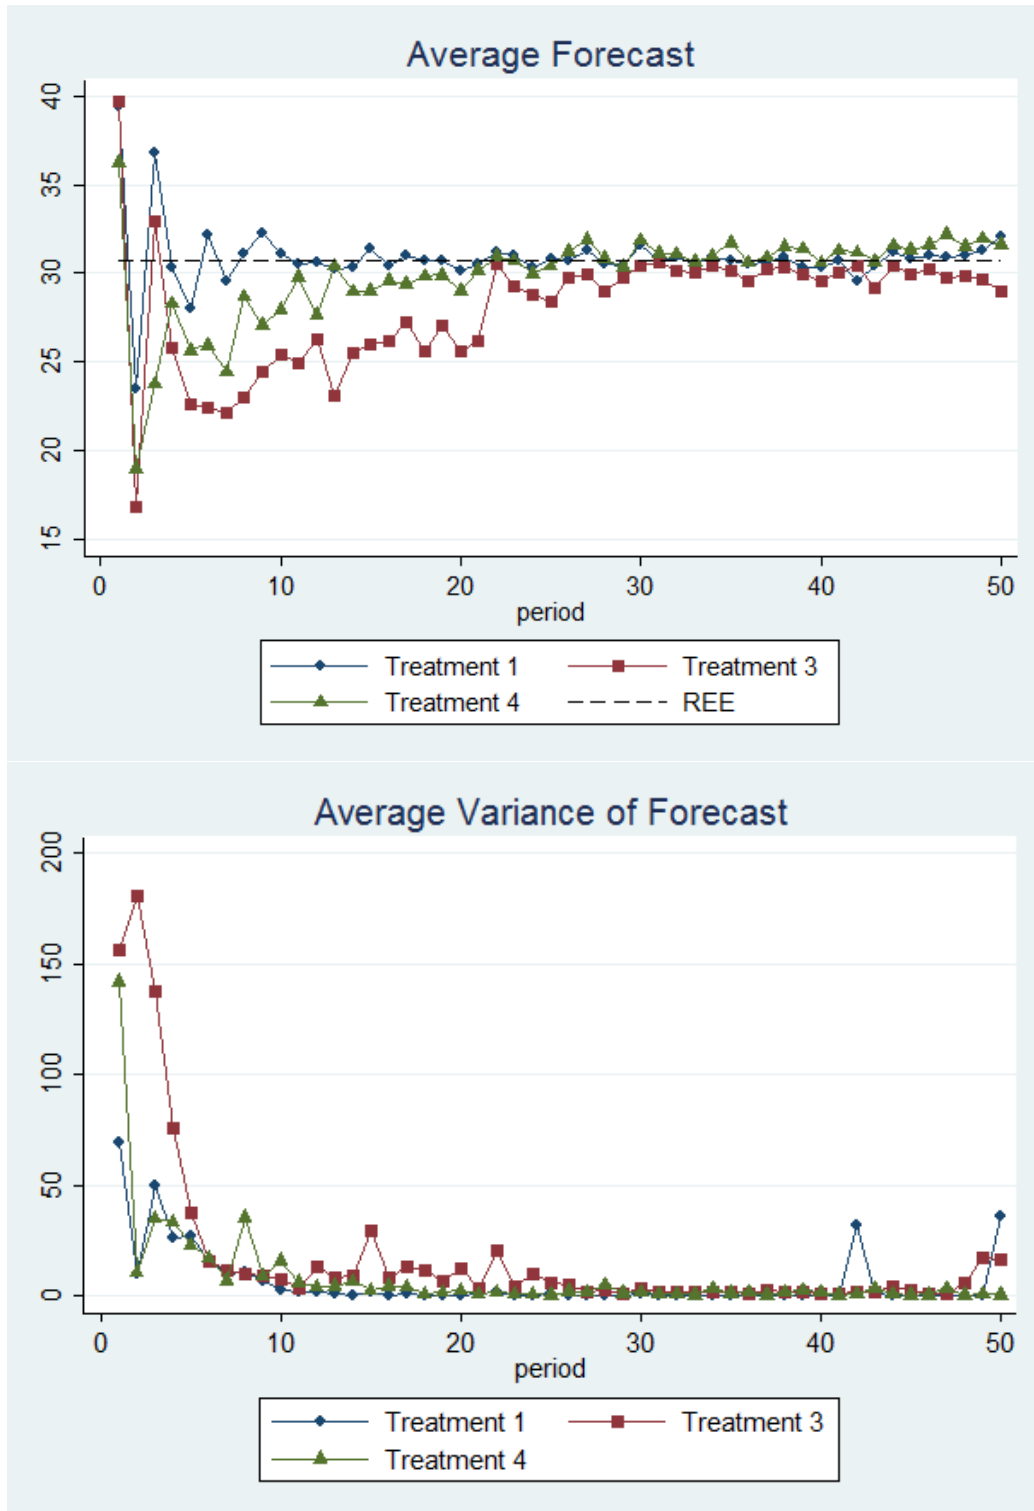 Average Forecast
40
35
30
25
20
15
0 10 20 30 40 50
period
Treatment 1 Treatment 3
Treatment 4 REE
Average Variance of Forecast
200
150
100
50
0
0 10 20 30 40 50
period
Treatment 1 Treatment 3
Treatment 4